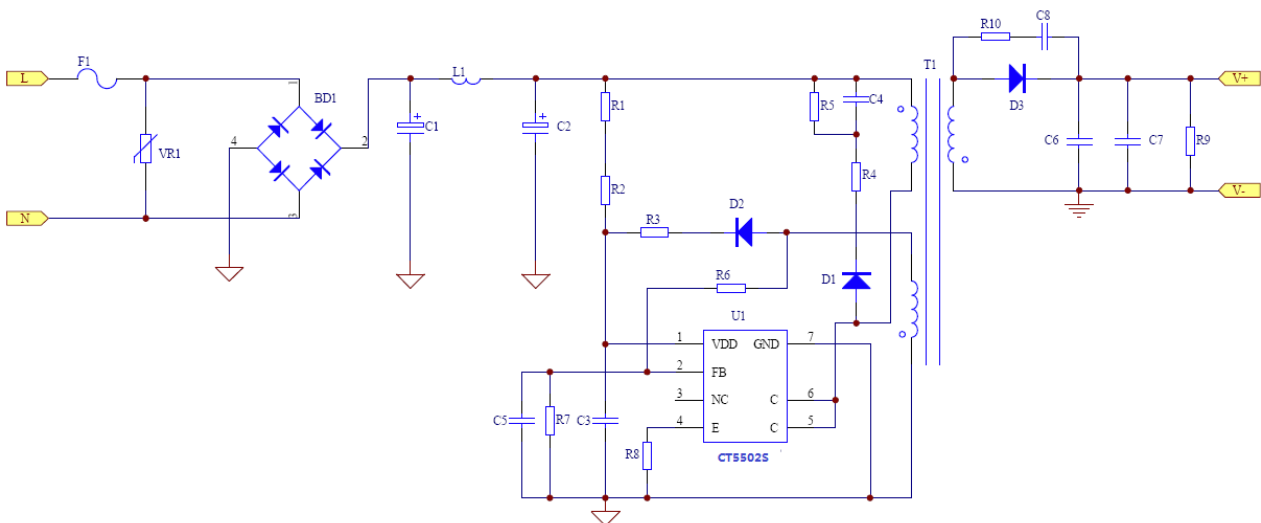 C8
R10
F1
L
L1
T1
V+
BD1
1
D3
R5
C4
R1
C1
C2
C6
C7
R9
VR1
4
2
R4
R2
V-
N
3
R3
D2
R6
D1
U1
1
VDD
GND
7
2
FB
3
NC
C
6
C5
R7
C3
4
E
C
5
R8
CT5502S